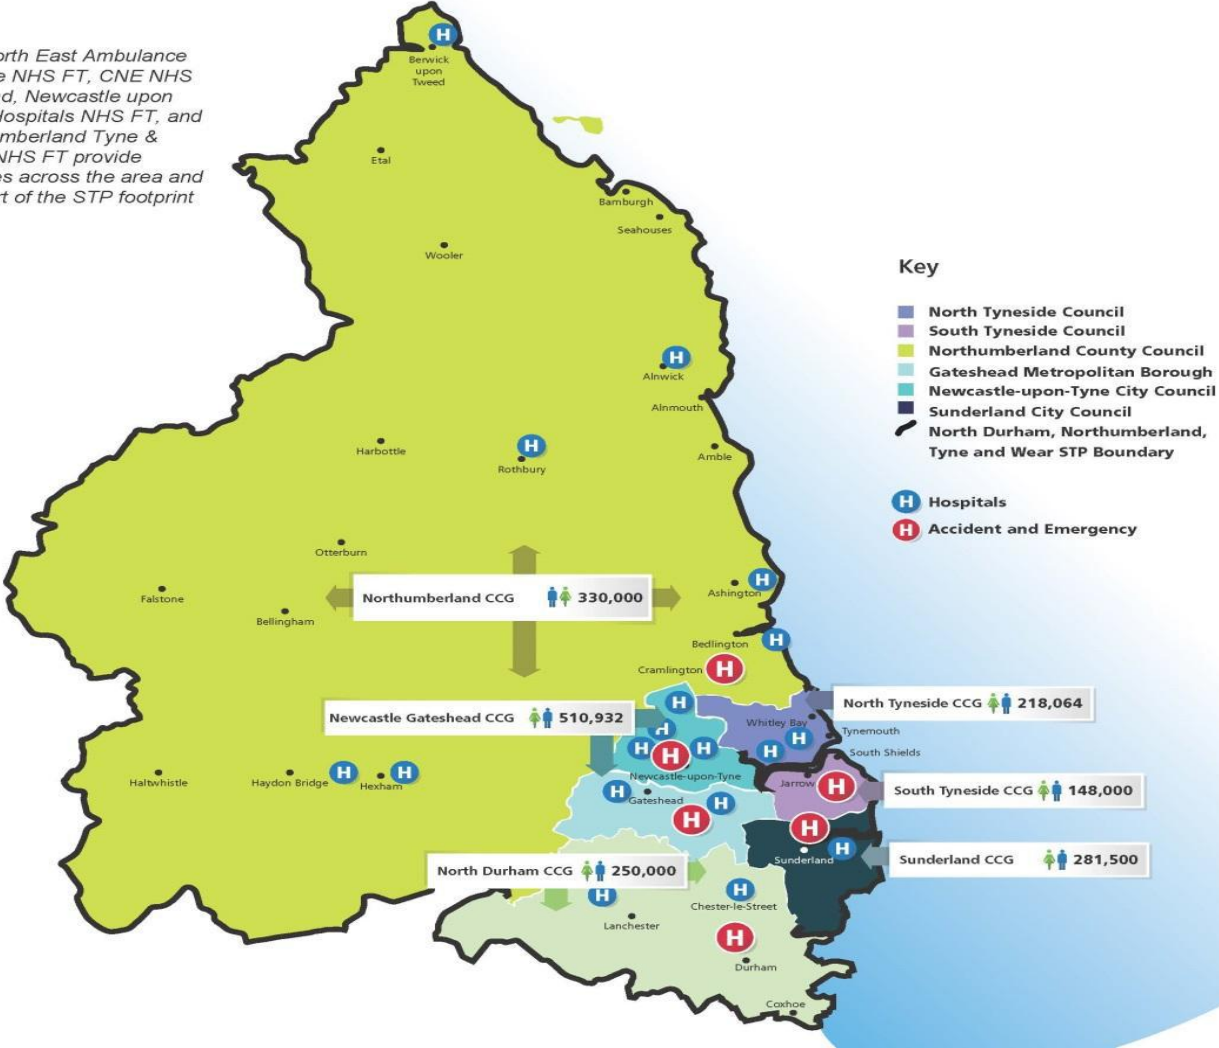 orth East Ambulance
e NHS FT, CNE NHS
d, Newcastle upon
Hospitals NHS FT, and
mberland Tyne &
NHS FT provide
es across the area and
rt of the STP footprint
Berwick
upon
Tweed
Etal
Bamburgh
Seahouses
Wooler
Key
North Tyneside Council
South Tyneside Council
Northumberland County Council
Gateshead Metropolitan Borough
Newcastle-upon-Tyne City Council
Sunderland City Council
North Durham, Northumberland,
Tyne and Wear STP Boundary
H Hospitals
H Accident and Emergency
H
H
Alnwick
Alnmouth
Harbottle
H
Rothbury
Amble
Otterburn
Falstone
Bellingham
Northumberland CCG 330,000
H
Ashington
Bedlington
H
Cramlington H
Newcastle Gateshead CCG 510,932
North Tyneside CCG 218,064
H
H
H
H
H
Newcastle-upon-Tyne
Whitley Bay
H
H
Tynemouth
South Shields
Haltwhistle
Haydon Bridge
H
Hexham
H
Jarrow
H
South Tyneside CCG 148,000
H
Gateshead
H
H
H
Sunderland
H
Sunderland CCG 281,500
North Durham CCG 250,000
H
H
Chester-le-Street
Lanchester
H
Durham
Coxhoe